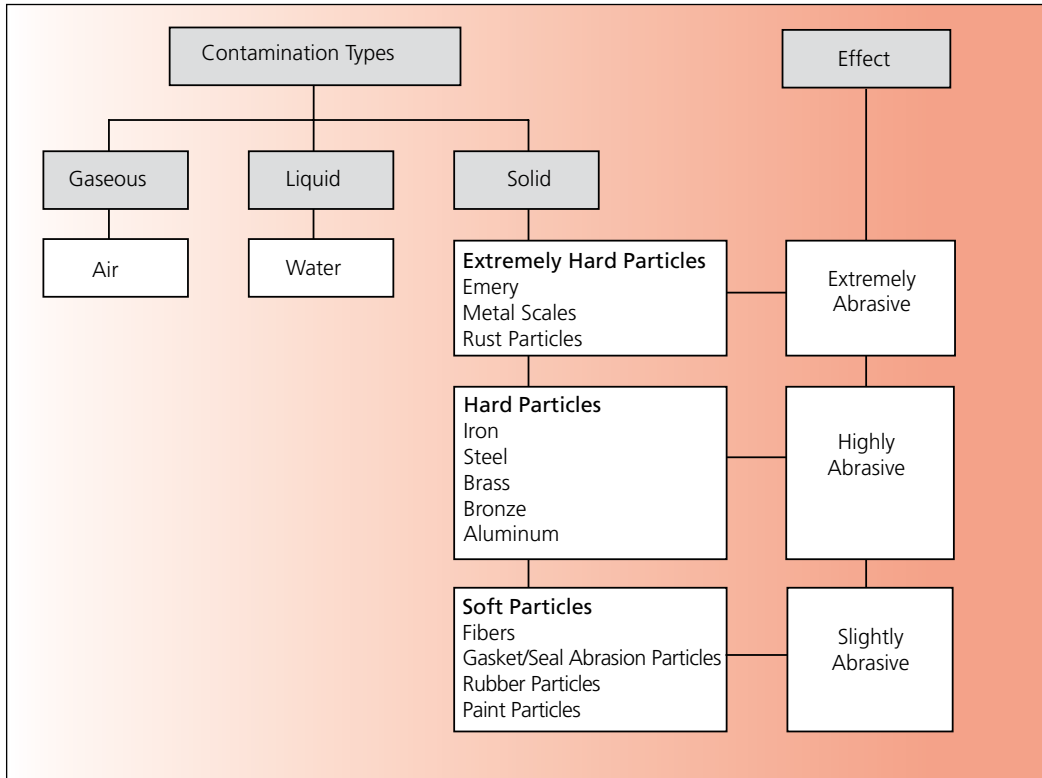 Contamination Types
Effect
Gaseous
Liquid
Solid
Air
Water
Extremely Hard Particles
Emery
Metal Scales
Rust Particles
Extremely
Abrasive
Hard Particles
Iron
Steel
Brass
Bronze
Aluminum
Highly
Abrasive
Soft Particles
Fibers
Gasket/Seal Abrasion Particles
Rubber Particles
Paint Particles
Slightly
Abrasive